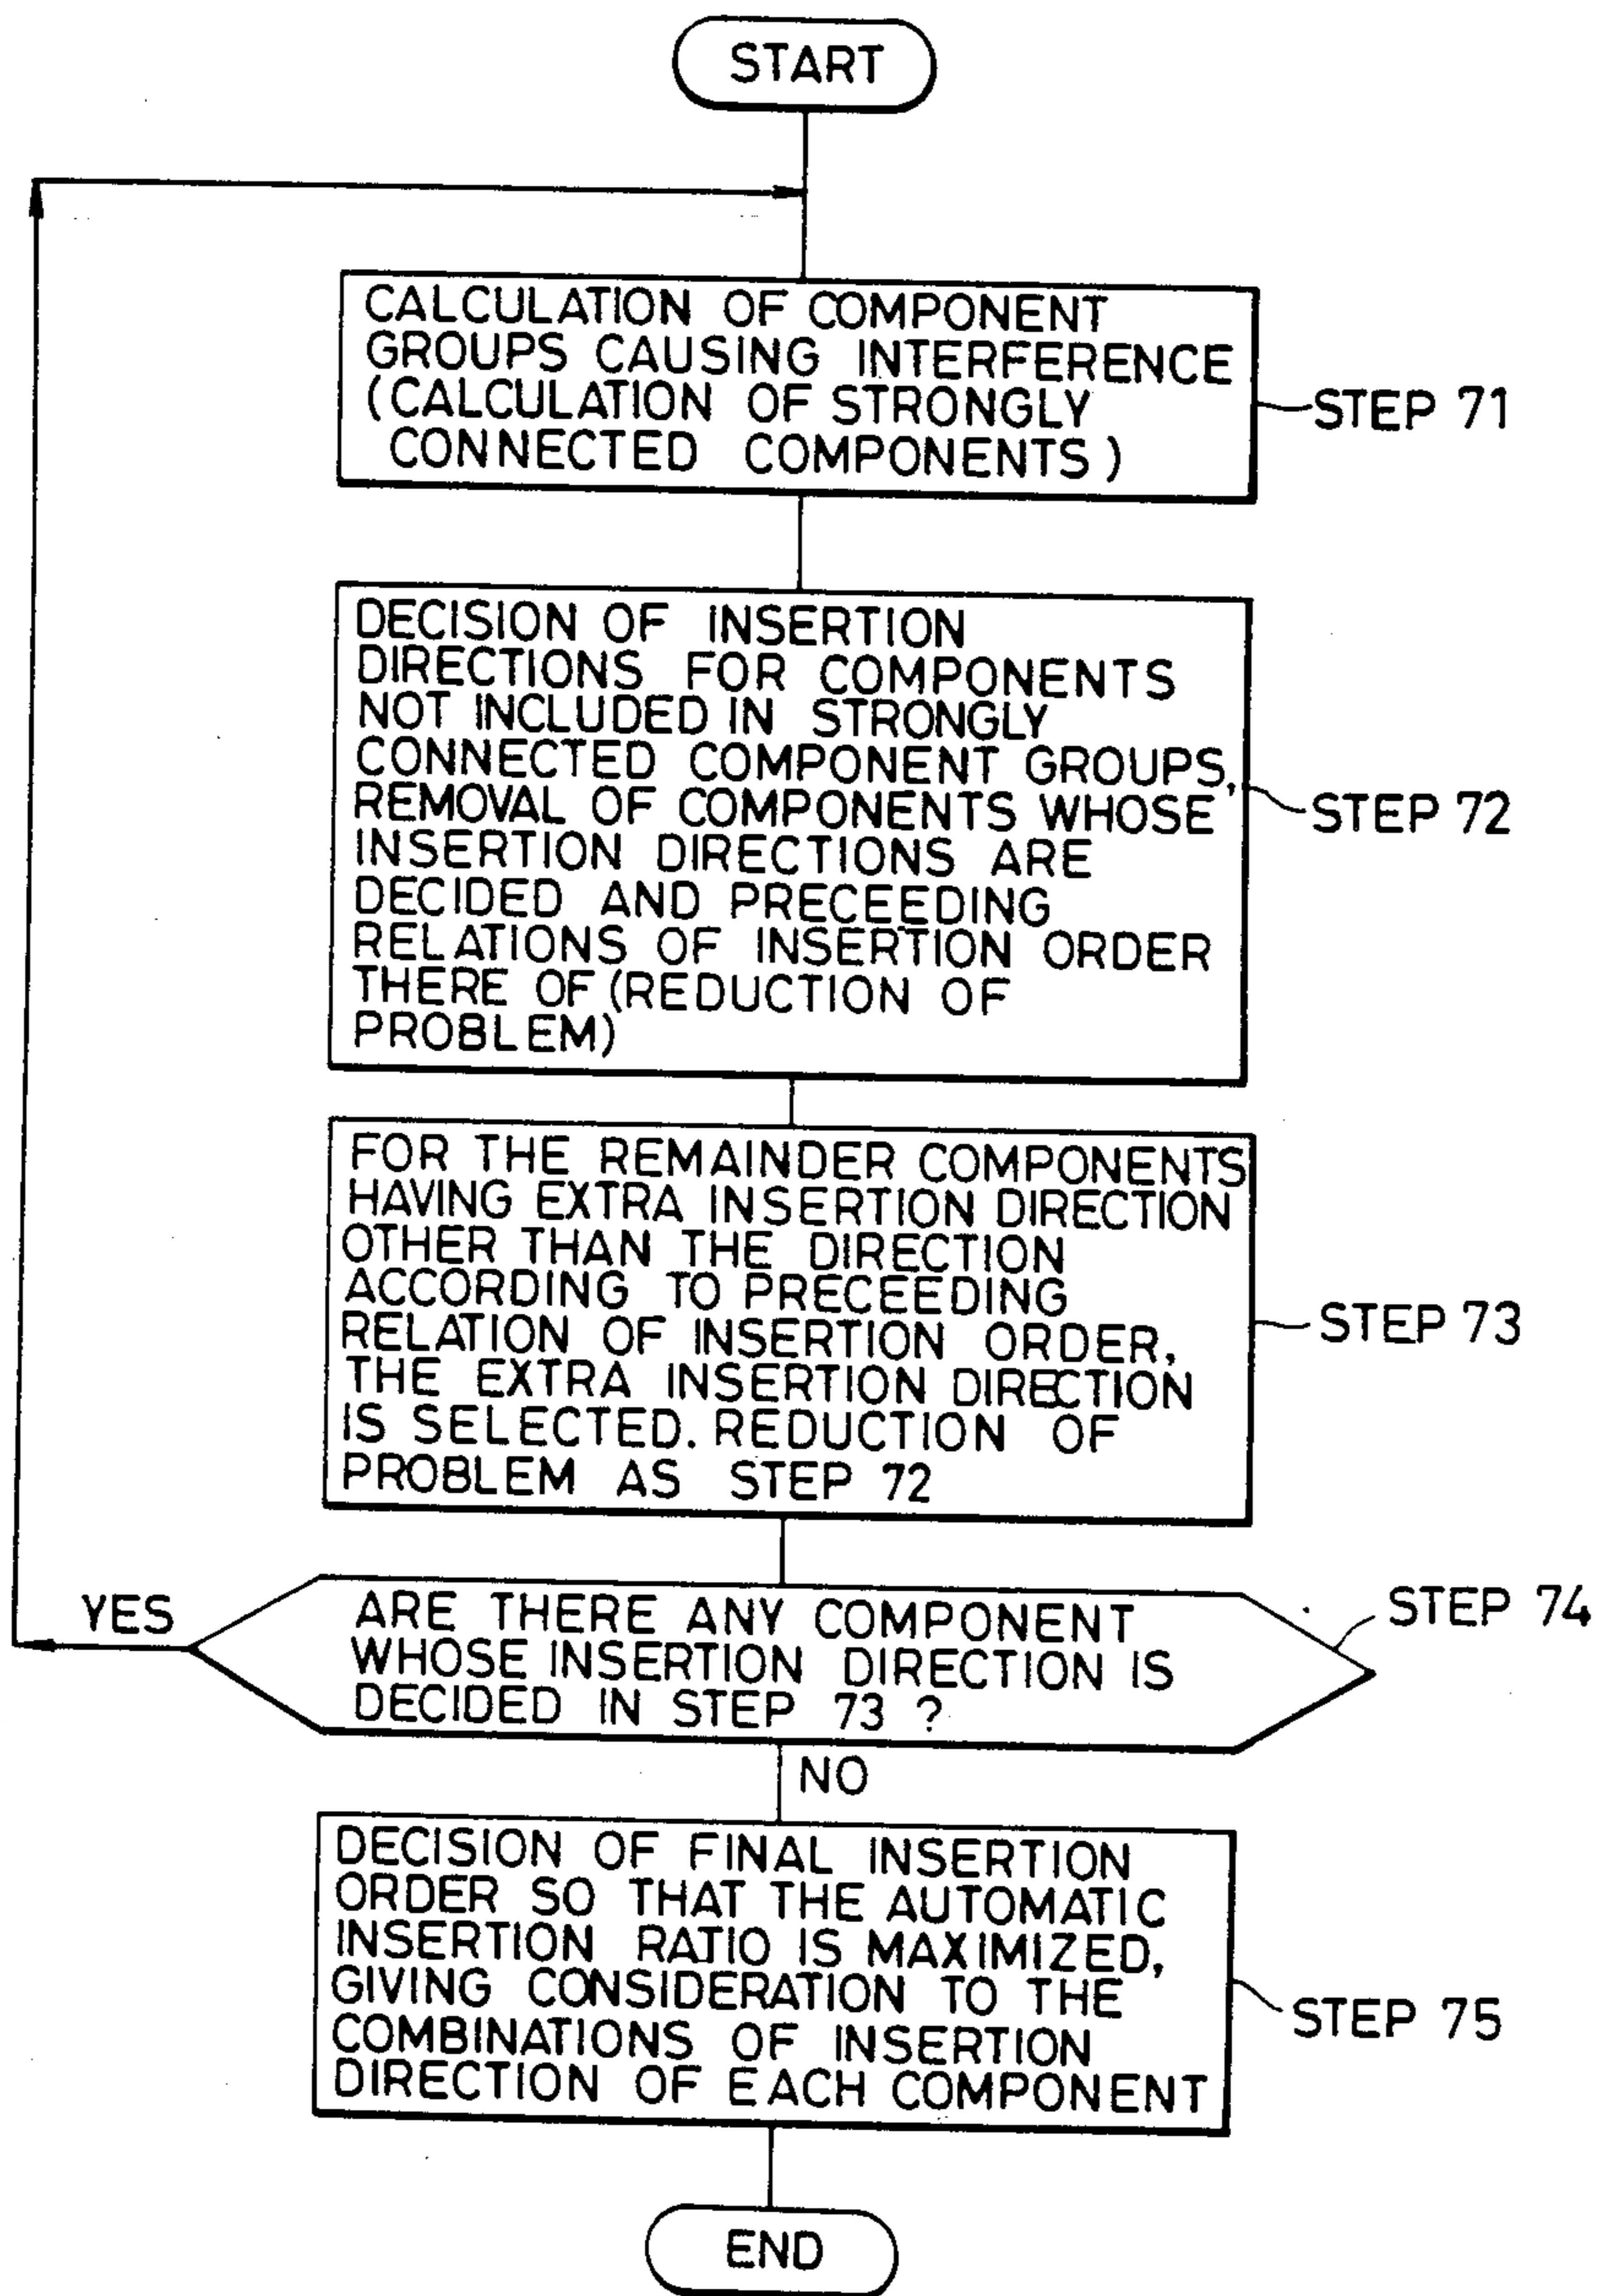 START
CALCULATION OF COMPONENT
GROUPS CAUSING INTERFERENCE
(CALCULATION OF STRONGLY
CONNECTED COMPONENTS)
STEP 71
DECISION OF INSERTION
DIRECTIONS FOR COMPONENTS
NOT INCLUDED IN STRONGLY
CONNECTED COMPONENT GROUPS,
REMOVAL OF COMPONENTS WHOSE
INSERTION DIRECTIONS ARE
DECIDED AND PRECEEDING
RELATIONS OF INSERTION ORDER
THERE OF (REDUCTION OF
PROBLEM)
STEP 72
FOR THE REMAINDER COMPONENTS
HAVING EXTRA INSERTION DIRECTION
OTHER THAN THE DIRECTION
ACCORDING TO PRECEEDING
RELATION OF INSERTION ORDER,
THE EXTRA INSERTION DIRECTION
IS SELECTED. REDUCTION OF
PROBLEM AS STEP 72
STEP 73
YES
ARE THERE ANY COMPONENT
WHOSE INSERTION DIRECTION IS
DECIDED IN STEP 73 ?
STEP 74
NO
DECISION OF FINAL INSERTION
ORDER SO THAT THE AUTOMATIC
INSERTION RATIO IS MAXIMIZED,
GIVING CONSIDERATION TO THE
COMBINATIONS OF INSERTION
DIRECTION OF EACH COMPONENT
STEP 75
END